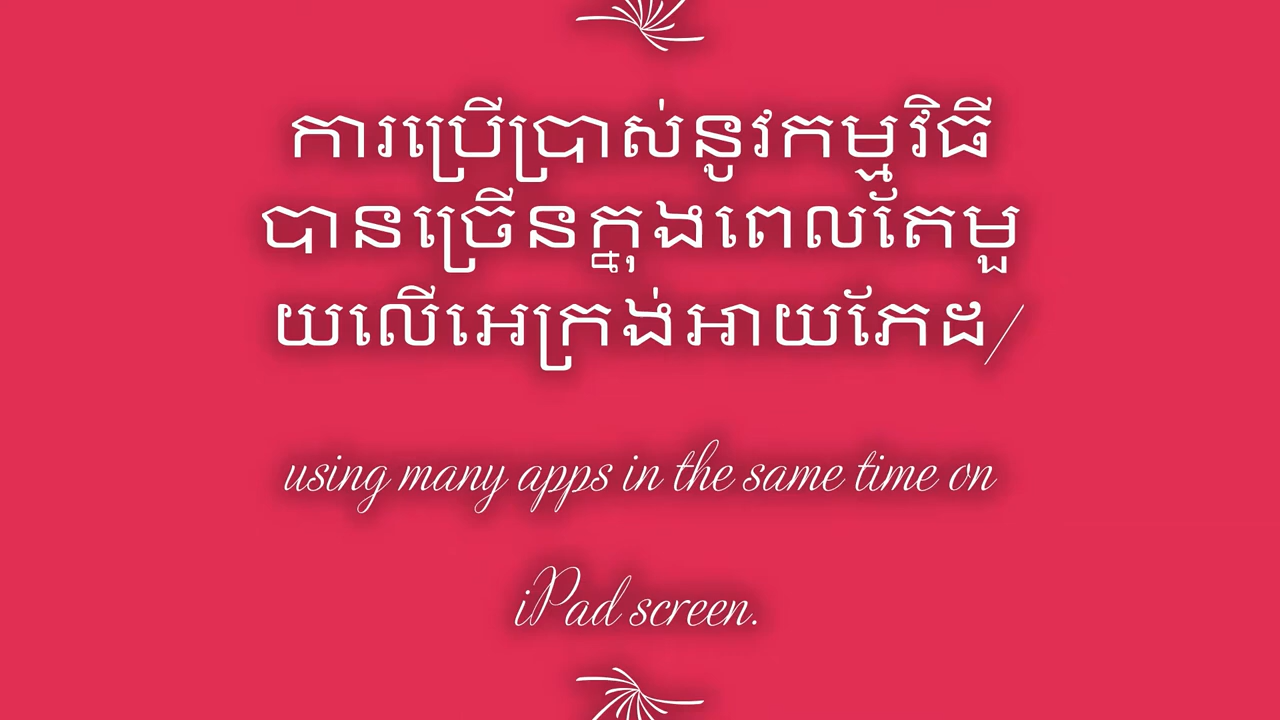 ការប្រើប្រាស់នូវកម្មវិធី
បានច្រើនក្នុងពេលតែមួ
យលើអេក្រង់អាយភែដ/
using many apps in the same time on
iPad screen.